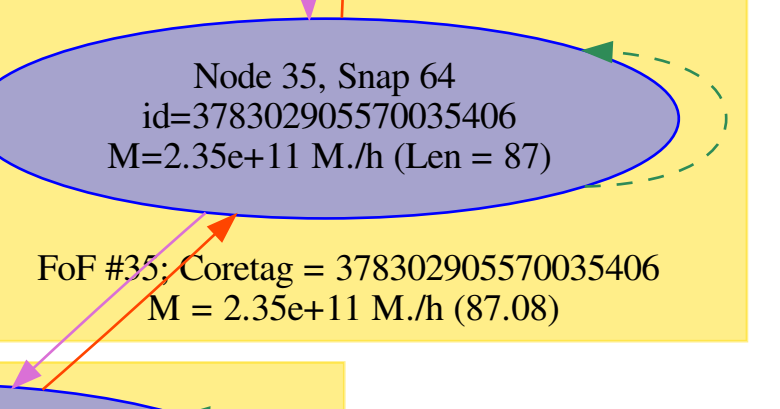 Node 35, Snap 64
id=378302905570035406
M=2.35e+11 M./h (Len = 87)
FoF #35; Coretag = 378302905570035406
M = 2.35e+11 M./h (87.08)